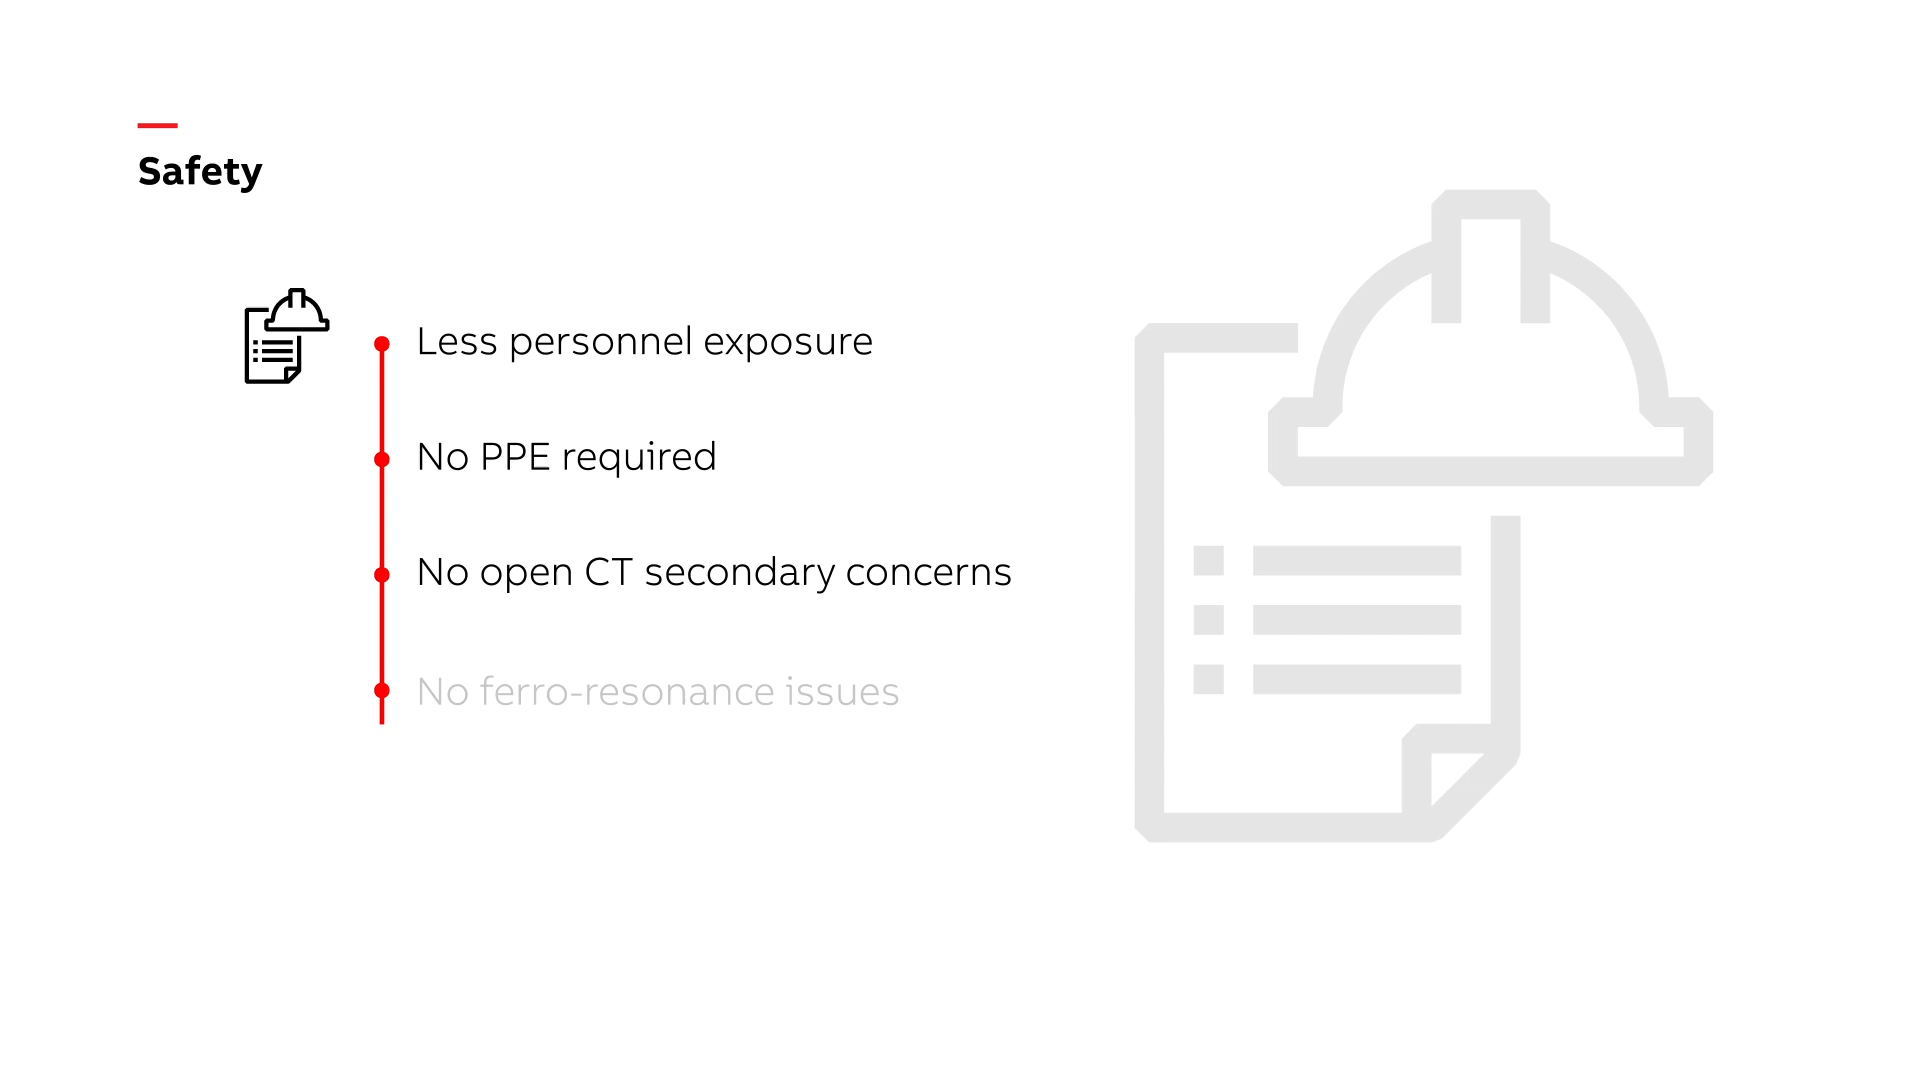 Safety
Less personnel exposure
No PPE required
No open CT secondary concerns
No ferro-resonance issues